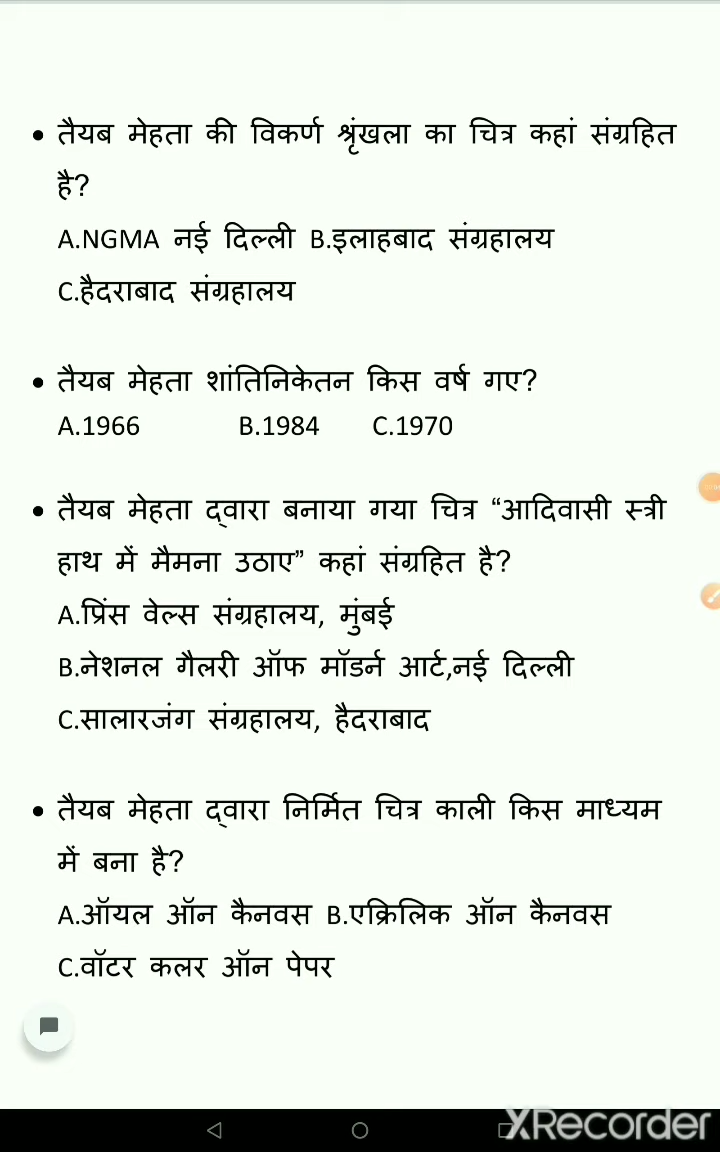 • तैयब मेहता की विकर्ण श्रृंखला का चित्र कहां संग्रहित
है?
A.NGMA नई दिल्ली B.इलाहबाद संग्रहालय
C.हैदराबाद संग्रहालय
• तैयब मेहता शांतिनिकेतन किस वर्ष गए?
A.1966 B.1984 C.1970
• तैयब मेहता द्वारा बनाया गया चित्र “आदिवासी स्त्री
हाथ में मैमना उठाए” कहां संग्रहित है?
A.प्रिंस वेल्स संग्रहालय, मुंबई
B.नेशनल गैलरी ऑफ मॉडर्न आर्ट,नई दिल्ली
C.सालारजंग संग्रहालय, हैदराबाद
• तैयब मेहता द्वारा निर्मित चित्र काली किस माध्यम
में बना है?
A.ऑयल ऑन कैनवस B.एक्रिलिक ऑन कैनवस
C.वॉटर कलर ऑन पेपर
XRecorder